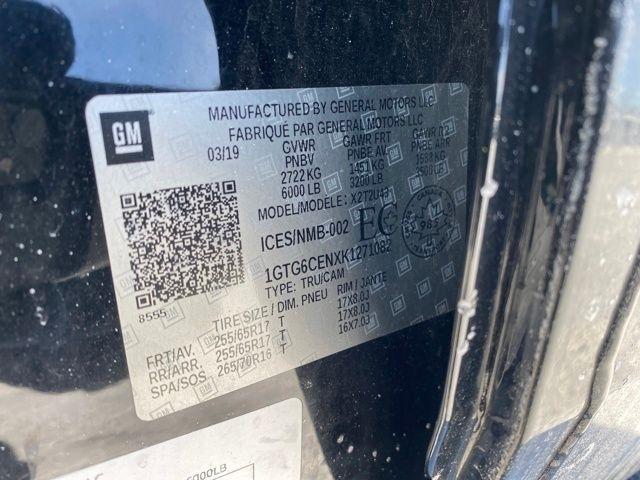 MANUFACTURED BY GENERAL MOTORS LLC
FABRIQUÉ PAR GENERAL MOTORS LLC
GM
03/19
GVWR GAWR FRT GAWR RR
PNBV PNBE AV PNBE ARR
2722 KG 1451 KG 1588 KG
6000 LB 3200 LB 3500 LB
MODEL/MODELE: X2T2U43
ICES/NMB-002 EG
CANADA
1GTG6CENXK1271082
TYPE: TRU/CAM
8555
TIRE SIZE / DIM. PNEU RIM / JANTE
FRT/AV. 255/65R17 T 17X8.0J
RR/ARR. 255/65R17 T 17X8.0J
SPA/SOS 265/70R16 T 16X7.0J